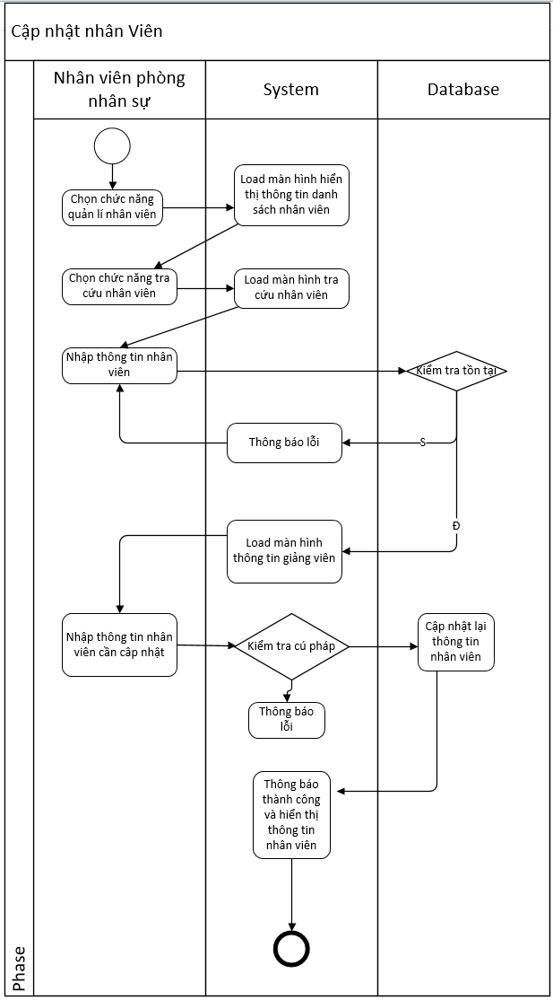 Cập nhật nhân Viên
Nhân viên phòng
nhân sự
System
Database
Chọn chức năng
quản lí nhân viên
Load màn hình hiển
thị thông tin danh
sách nhân viên
Chọn chức năng tra
cứu nhân viên
Load màn hình tra
cứu nhân viên
Nhập thông tin nhân
viên
Kiểm tra tồn tại
Thông báo lỗi
S
Đ
Load màn hình
thông tin giảng viên
Nhập thông tin nhân
viên cần câp nhật
Kiểm tra cú pháp
Cập nhật lại
thông tin
nhân viên
Thông báo
lỗi
Thông báo
thành công
và hiển thị
thông tin
nhân viên
Phase